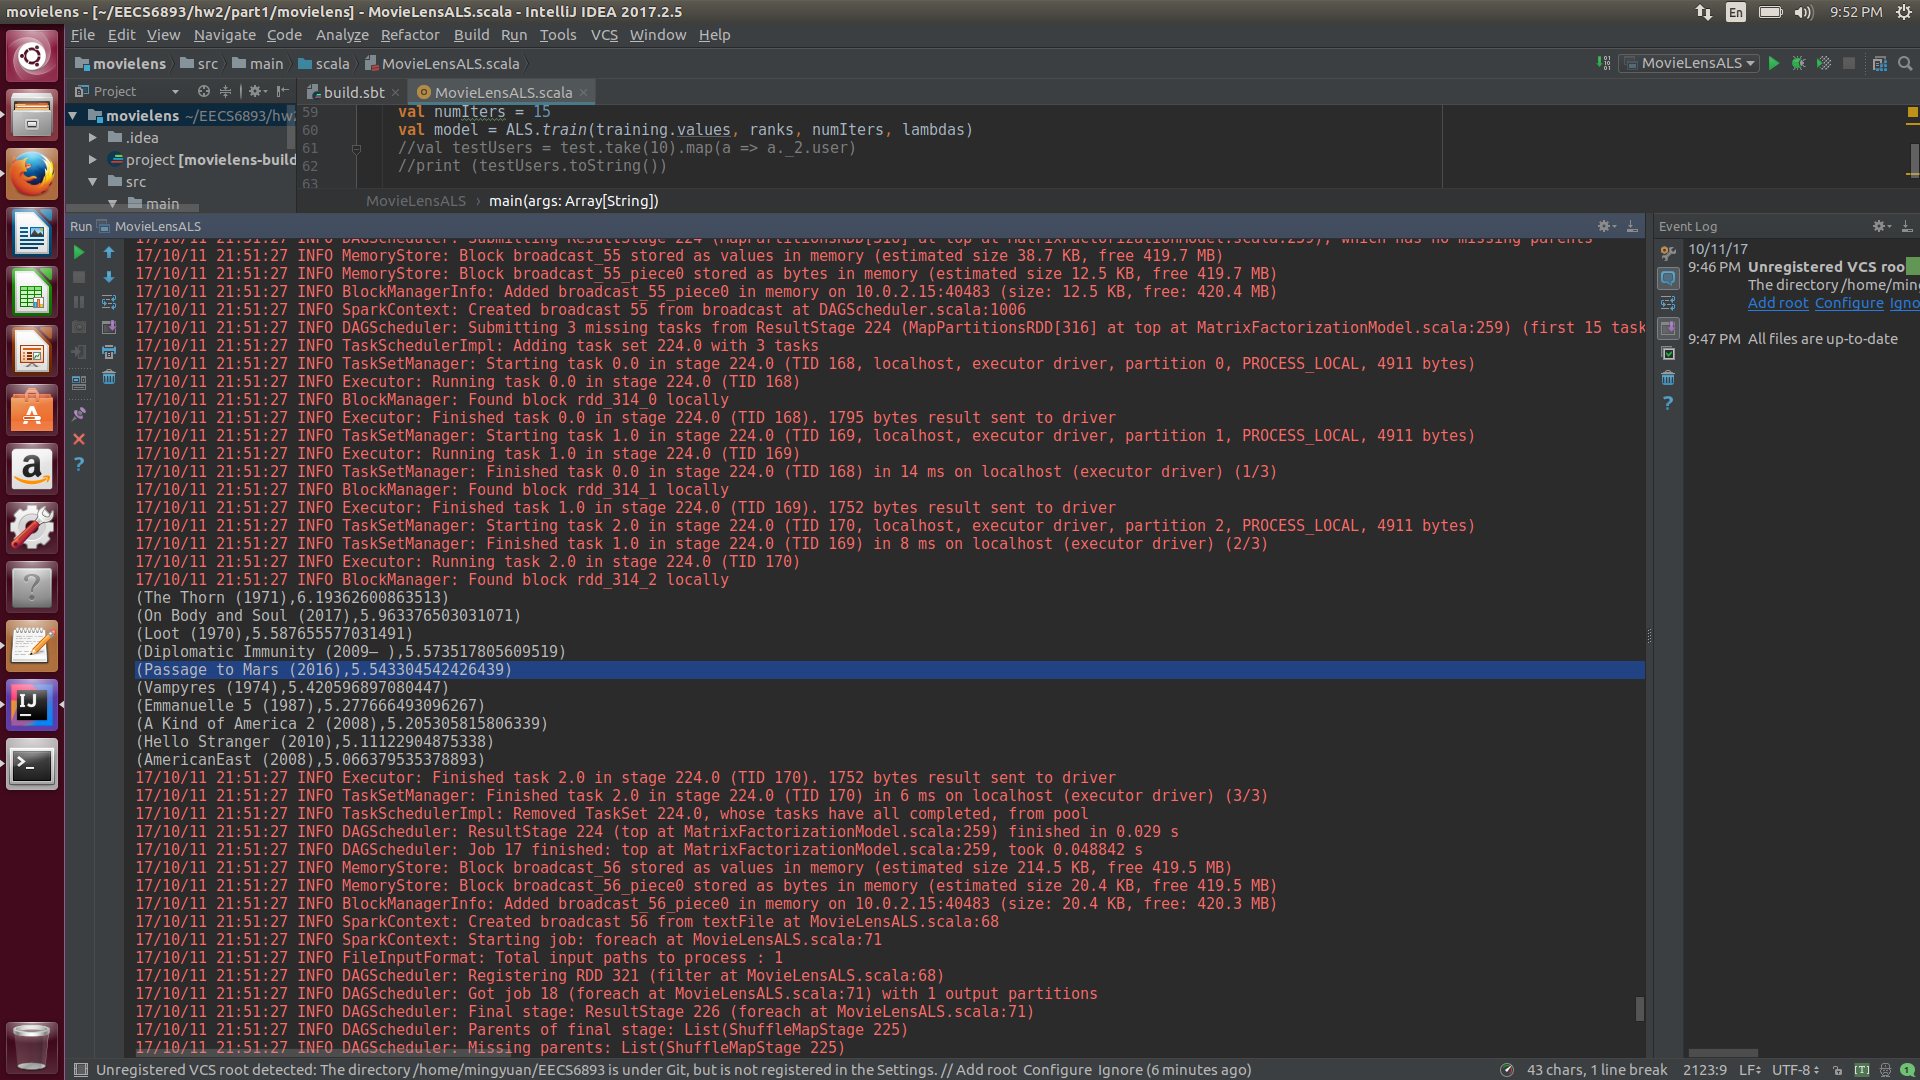 movielens - [~/EECS6893/hw2/part1/movielens] - MovieLensALS.scala - IntelliJ IDEA 2017.2.5
En 9:52 PM
File Edit View Navigate Code Analyze Refactor Build Run Tools VCS Window Help
movielens src main scala MovieLensALS.scala
MovieLensALS
Project
build.sbt MovieLensALS.scala
movielens ~/EECS6893/hw2
.idea
project [movielens-build
src
main
59 val numIters = 15
60 val model = ALS.train(training.values, ranks, numIters, lambdas)
61 //val testUsers = test.take(10).map(a => a._2.user)
62 //print (testUsers.toString())
63
MovieLensALS › main(args: Array[String])
Run MovieLensALS
17/10/11 21:51:27 INFO DAGScheduler: Submitting ResultStage 224 (MapPartitionsRDD[316] at top at MatrixFactorizationModel.scala:259), which has no missing parents
17/10/11 21:51:27 INFO MemoryStore: Block broadcast_55 stored as values in memory (estimated size 38.7 KB, free 419.7 MB)
17/10/11 21:51:27 INFO MemoryStore: Block broadcast_55_piece0 stored as bytes in memory (estimated size 12.5 KB, free 419.7 MB)
17/10/11 21:51:27 INFO BlockManagerInfo: Added broadcast_55_piece0 in memory on 10.0.2.15:40483 (size: 12.5 KB, free: 420.4 MB)
17/10/11 21:51:27 INFO SparkContext: Created broadcast 55 from broadcast at DAGScheduler.scala:1006
17/10/11 21:51:27 INFO DAGScheduler: Submitting 3 missing tasks from ResultStage 224 (MapPartitionsRDD[316] at top at MatrixFactorizationModel.scala:259) (first 15 task
17/10/11 21:51:27 INFO TaskSchedulerImpl: Adding task set 224.0 with 3 tasks
17/10/11 21:51:27 INFO TaskSetManager: Starting task 0.0 in stage 224.0 (TID 168, localhost, executor driver, partition 0, PROCESS_LOCAL, 4911 bytes)
17/10/11 21:51:27 INFO Executor: Running task 0.0 in stage 224.0 (TID 168)
17/10/11 21:51:27 INFO BlockManager: Found block rdd_314_0 locally
17/10/11 21:51:27 INFO Executor: Finished task 0.0 in stage 224.0 (TID 168). 1795 bytes result sent to driver
17/10/11 21:51:27 INFO TaskSetManager: Starting task 1.0 in stage 224.0 (TID 169, localhost, executor driver, partition 1, PROCESS_LOCAL, 4911 bytes)
17/10/11 21:51:27 INFO Executor: Running task 1.0 in stage 224.0 (TID 169)
17/10/11 21:51:27 INFO TaskSetManager: Finished task 0.0 in stage 224.0 (TID 168) in 14 ms on localhost (executor driver) (1/3)
17/10/11 21:51:27 INFO BlockManager: Found block rdd_314_1 locally
17/10/11 21:51:27 INFO Executor: Finished task 1.0 in stage 224.0 (TID 169). 1752 bytes result sent to driver
17/10/11 21:51:27 INFO TaskSetManager: Starting task 2.0 in stage 224.0 (TID 170, localhost, executor driver, partition 2, PROCESS_LOCAL, 4911 bytes)
17/10/11 21:51:27 INFO TaskSetManager: Finished task 1.0 in stage 224.0 (TID 169) in 8 ms on localhost (executor driver) (2/3)
17/10/11 21:51:27 INFO Executor: Running task 2.0 in stage 224.0 (TID 170)
17/10/11 21:51:27 INFO BlockManager: Found block rdd_314_2 locally
(The Thorn (1971),6.19362600863513)
(On Body and Soul (2017),5.963376503031071)
(Loot (1970),5.587655577031491)
(Diplomatic Immunity (2009– ),5.573517805609519)
(Passage to Mars (2016),5.543304542426439)
(Vampyres (1974),5.420596897080447)
(Emmanuelle 5 (1987),5.277666493096267)
(A Kind of America 2 (2008),5.205305815806339)
(Hello Stranger (2010),5.11122904875338)
(AmericanEast (2008),5.066379535378893)
17/10/11 21:51:27 INFO Executor: Finished task 2.0 in stage 224.0 (TID 170). 1752 bytes result sent to driver
17/10/11 21:51:27 INFO TaskSetManager: Finished task 2.0 in stage 224.0 (TID 170) in 6 ms on localhost (executor driver) (3/3)
17/10/11 21:51:27 INFO TaskSchedulerImpl: Removed TaskSet 224.0, whose tasks have all completed, from pool
17/10/11 21:51:27 INFO DAGScheduler: ResultStage 224 (top at MatrixFactorizationModel.scala:259) finished in 0.029 s
17/10/11 21:51:27 INFO DAGScheduler: Job 17 finished: top at MatrixFactorizationModel.scala:259, took 0.048842 s
17/10/11 21:51:27 INFO MemoryStore: Block broadcast_56 stored as values in memory (estimated size 214.5 KB, free 419.5 MB)
17/10/11 21:51:27 INFO MemoryStore: Block broadcast_56_piece0 stored as bytes in memory (estimated size 20.4 KB, free 419.5 MB)
17/10/11 21:51:27 INFO BlockManagerInfo: Added broadcast_56_piece0 in memory on 10.0.2.15:40483 (size: 20.4 KB, free: 420.3 MB)
17/10/11 21:51:27 INFO SparkContext: Created broadcast 56 from textFile at MovieLensALS.scala:68
17/10/11 21:51:27 INFO SparkContext: Starting job: foreach at MovieLensALS.scala:71
17/10/11 21:51:27 INFO FileInputFormat: Total input paths to process : 1
17/10/11 21:51:27 INFO DAGScheduler: Registering RDD 321 (filter at MovieLensALS.scala:68)
17/10/11 21:51:27 INFO DAGScheduler: Got job 18 (foreach at MovieLensALS.scala:71) with 1 output partitions
17/10/11 21:51:27 INFO DAGScheduler: Final stage: ResultStage 226 (foreach at MovieLensALS.scala:71)
17/10/11 21:51:27 INFO DAGScheduler: Parents of final stage: List(ShuffleMapStage 225)
17/10/11 21:51:27 INFO DAGScheduler: Missing parents: List(ShuffleMapStage 225)
Event Log
10/11/17
9:46 PM Unregistered VCS roo
The directory /home/ming
Add root Configure Igno
9:47 PM All files are up-to-date
Unregistered VCS root detected: The directory /home/mingyuan/EECS6893 is under Git, but is not registered in the Settings. // Add root Configure Ignore (6 minutes ago)
43 chars, 1 line break 2123:9 LF UTF-8